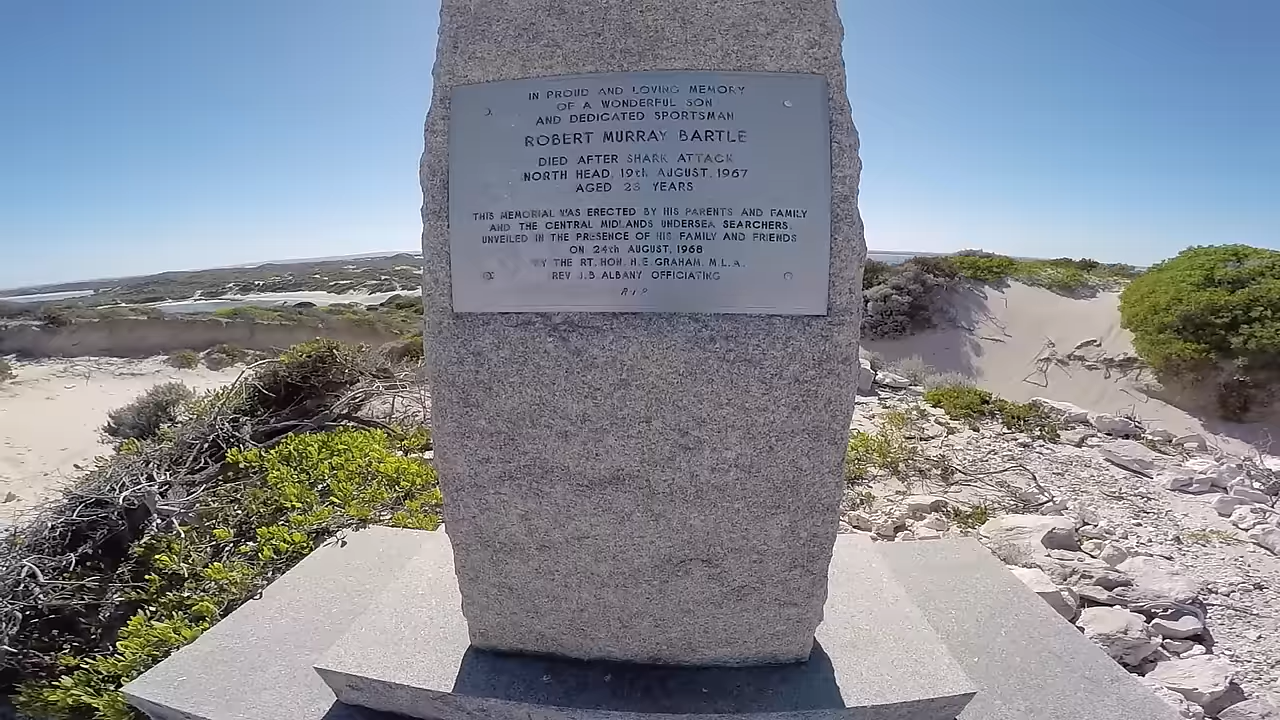 IN PROUD AND LOVING MEMORY
OF A WONDERFUL SON
AND DEDICATED SPORTSMAN
ROBERT MURRAY BARTLE
DIED AFTER SHARK ATTACK
NORTH HEAD, 19th AUGUST, 1967
AGED 23 YEARS
THIS MEMORIAL WAS ERECTED BY HIS PARENTS AND FAMILY
AND THE CENTRAL MIDLANDS UNDERSEA SEARCHERS.
UNVEILED IN THE PRESENCE OF HIS FAMILY AND FRIENDS
ON 24th AUGUST, 1968
BY THE RT. HON. N.E. GRAHAM, M.L.A.
REV J.B. ALBANY OFFICIATING
R.I.P.